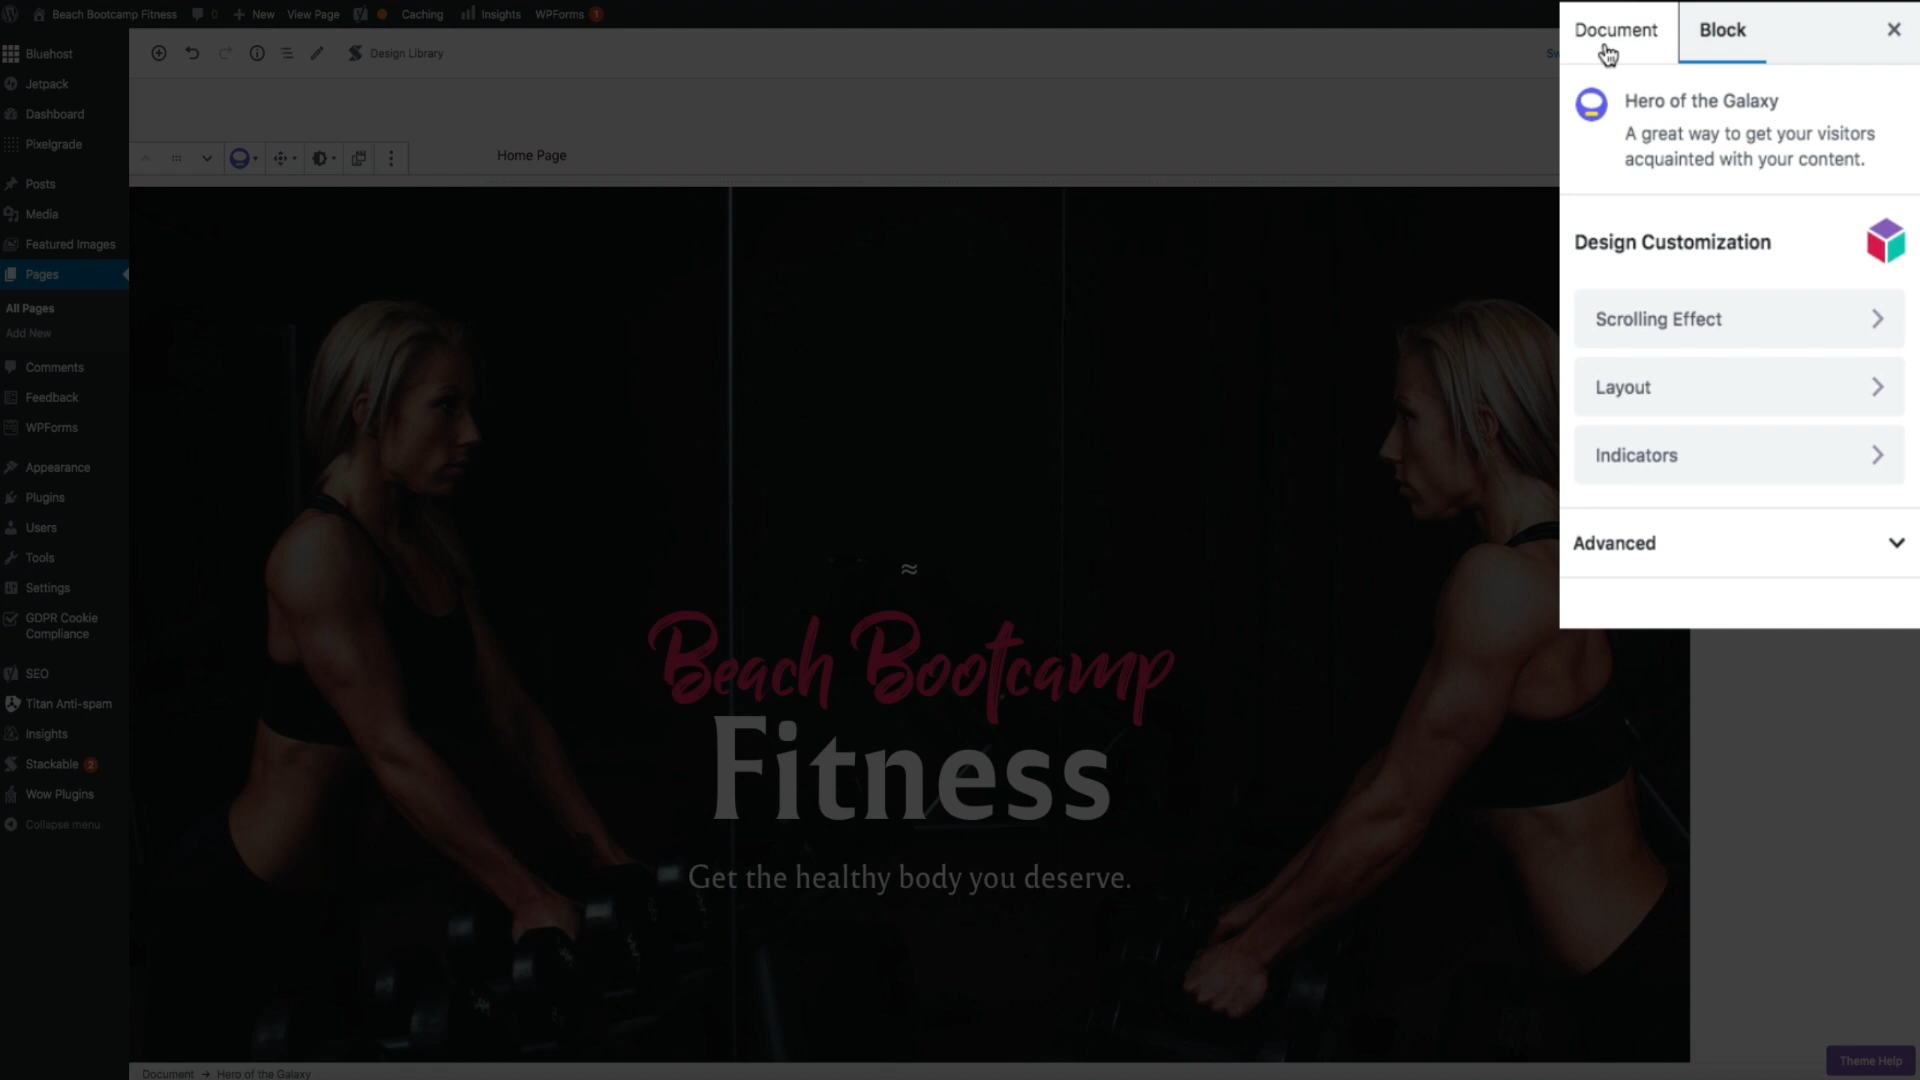 Beach Bootcamp Fitness 0 New View Page Caching Insights WPForms 1
Document Block
Bluehost
Jetpack
Dashboard
Pixelgrade
Posts
Media
Featured Images
Pages
All Pages
Add New
Comments
Feedback
WPForms
Appearance
Plugins
Users
Tools
Settings
GDPR Cookie
Compliance
SEO
Titan Anti-spam
Insights
Stackable 2
Wow Plugins
Collapse menu
Design Library
Home Page
≈
Beach Bootcamp
Fitness
Get the healthy body you deserve.
Hero of the Galaxy
A great way to get your visitors
acquainted with your content.
Design Customization
Scrolling Effect
Layout
Indicators
Advanced
Theme Help
Document → Hero of the Galaxy